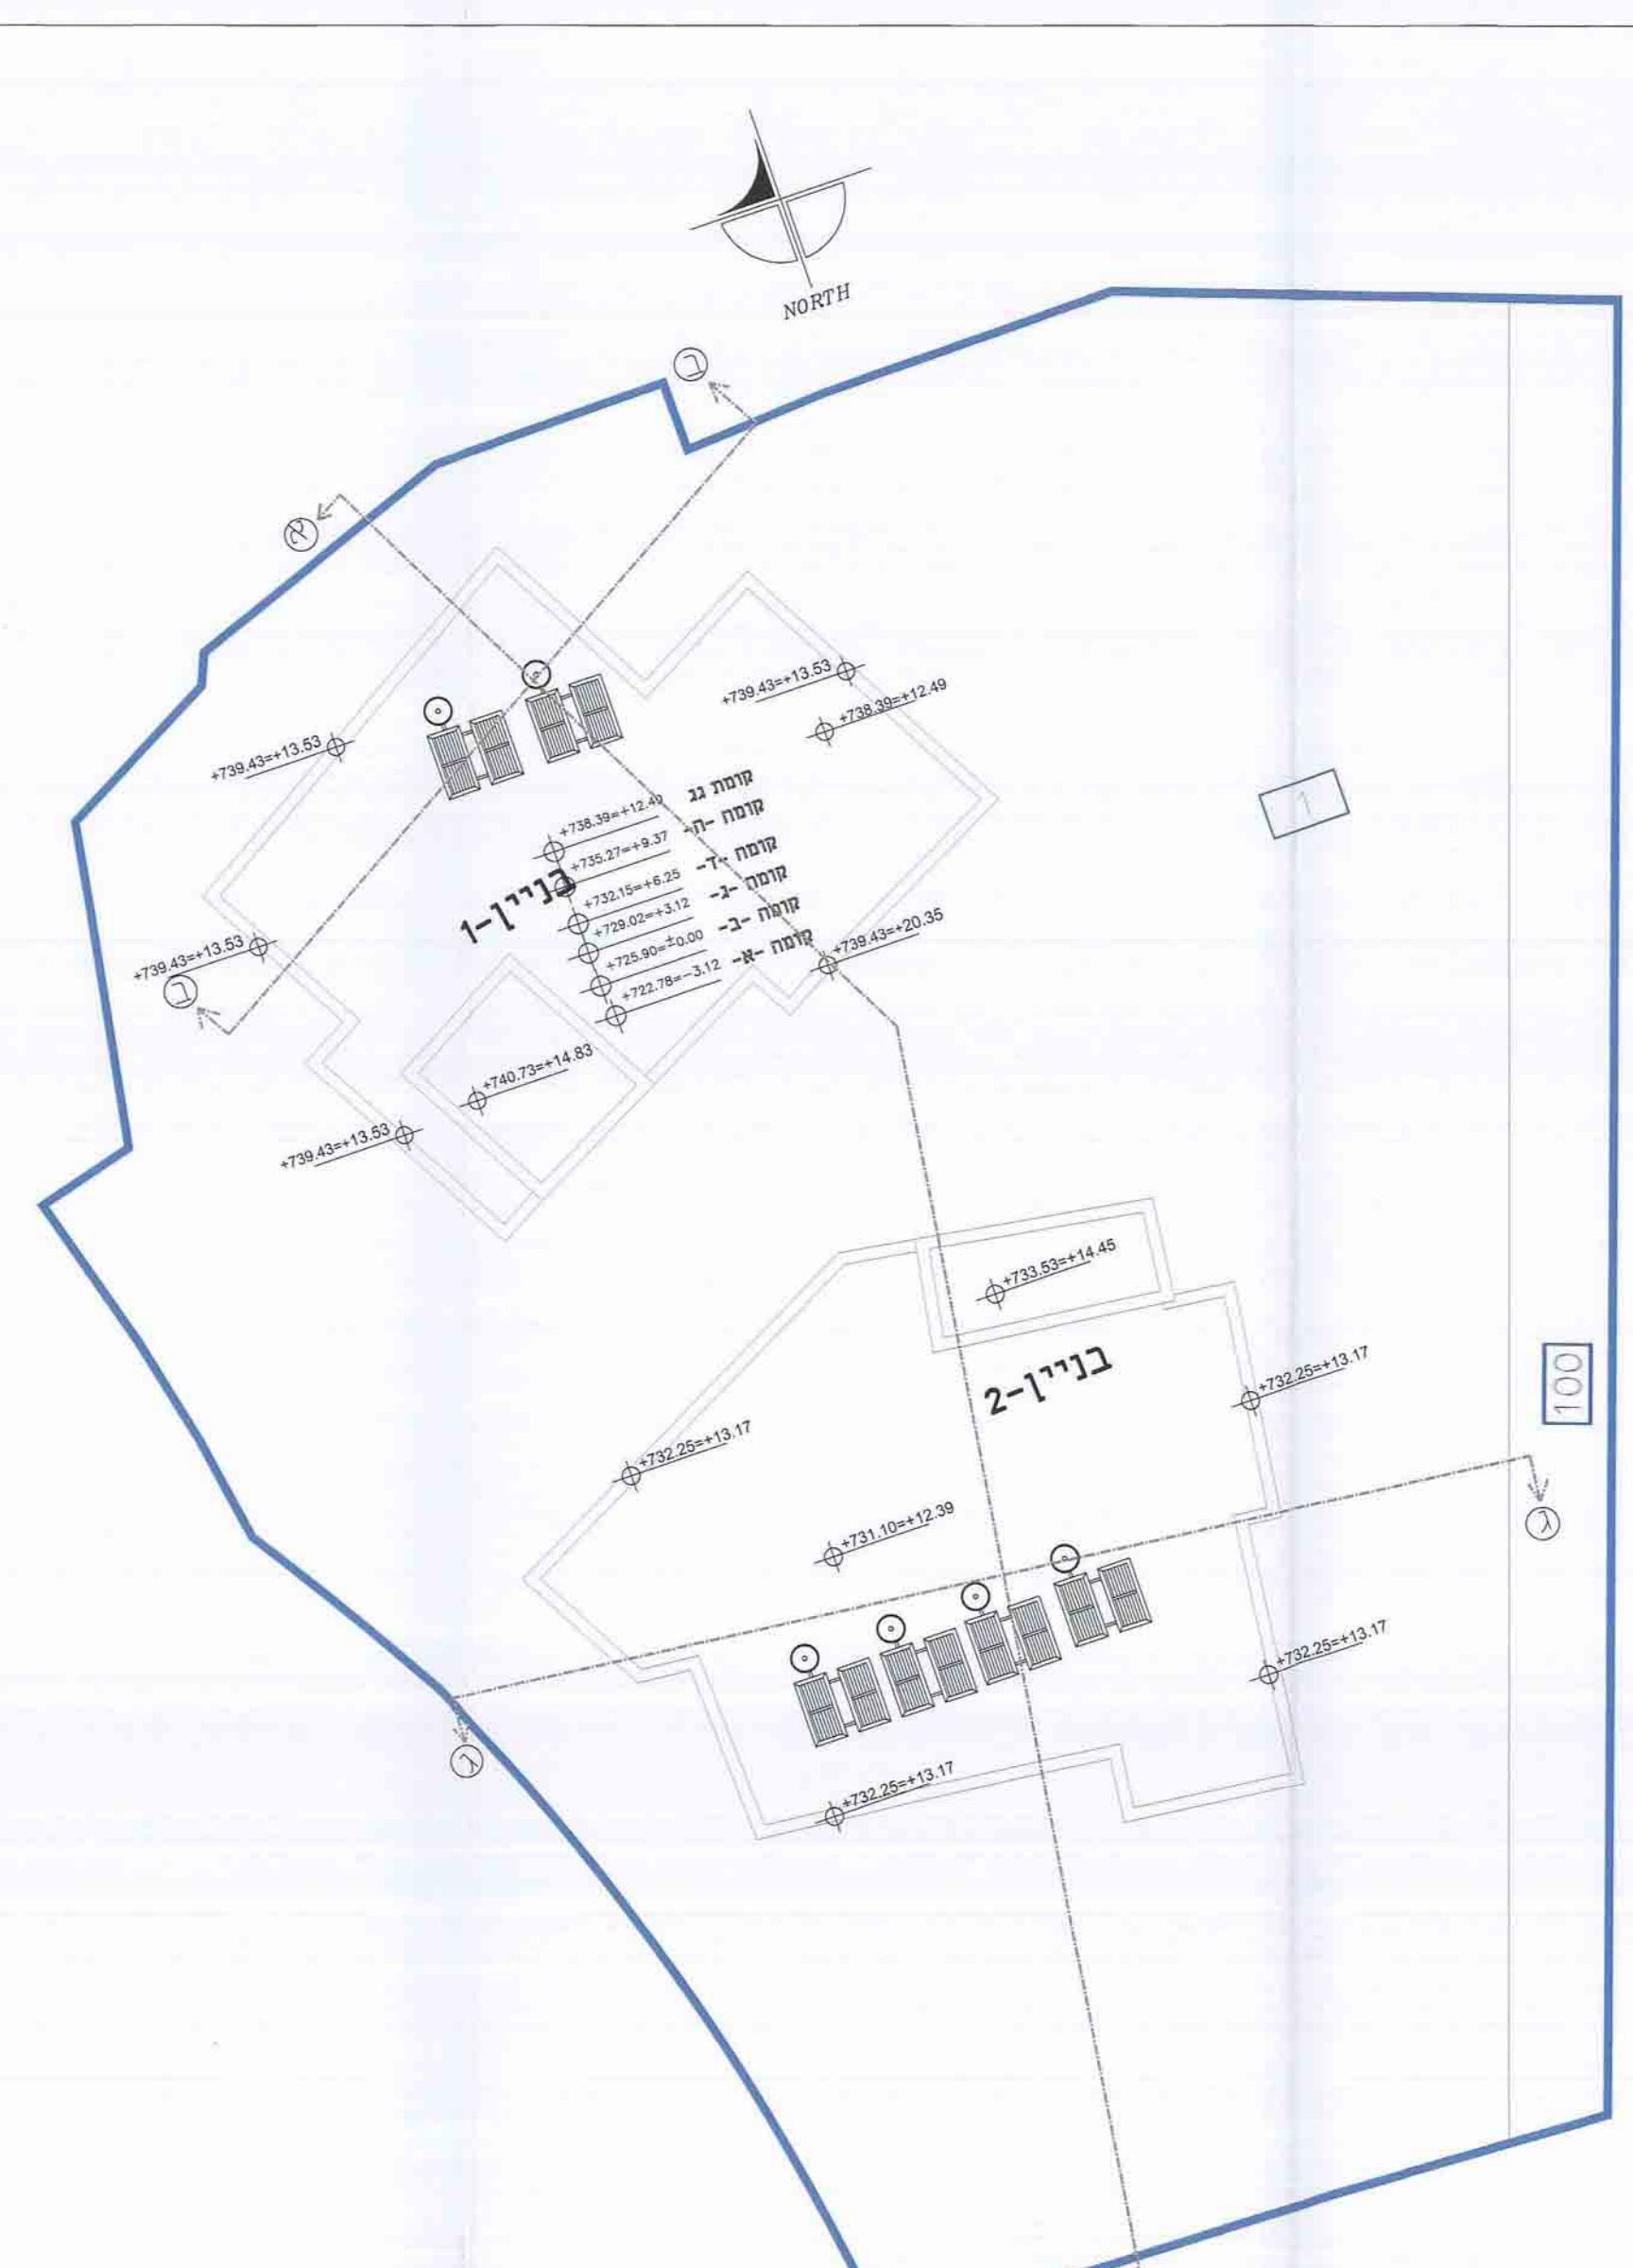 NORTH
ב
א
+739.43=+13.53
+738.39=+12.49
+739.43=+13.53
1
קומת גג
+738.39=+12.49
קומה -ה-
+735.27=+9.37
קומה -ד-
+732.15=+6.25
קומה -ג-
+729.02=+3.12
קומה -ב-
+725.90=±0.00
קומה -א-
+722.78=-3.12
בניין-1
+739.43=+20.35
+739.43=+13.53
ב
+740.73=+14.83
+739.43=+13.53
+733.53=+14.45
בניין-2
+732.25=+13.17
100
+732.25=+13.17
+731.10=+12.39
ג
+732.25=+13.17
ג
+732.25=+13.17